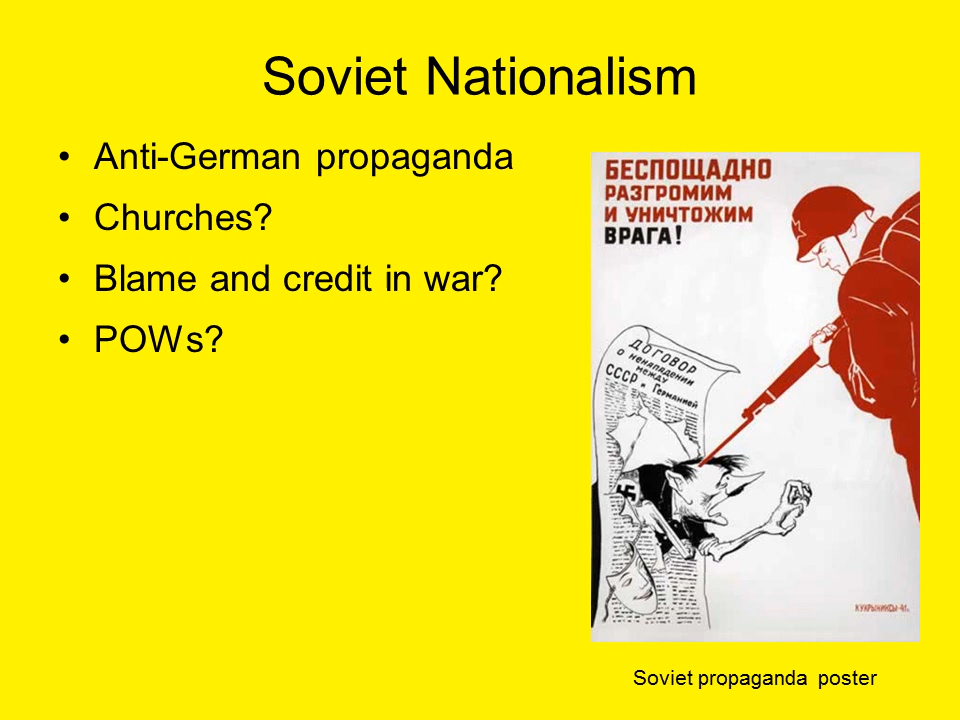 Soviet Nationalism
• Anti-German propaganda
• Churches?
• Blame and credit in war?
• POWs?
БЕСПОЩАДНО
РАЗГРОМИМ
И УНИЧТОЖИМ
ВРАГА!
ДОГОВОР
о ненападении
между
СССР и Германией
КУКРЫНИКСЫ-41г.
Soviet propaganda poster